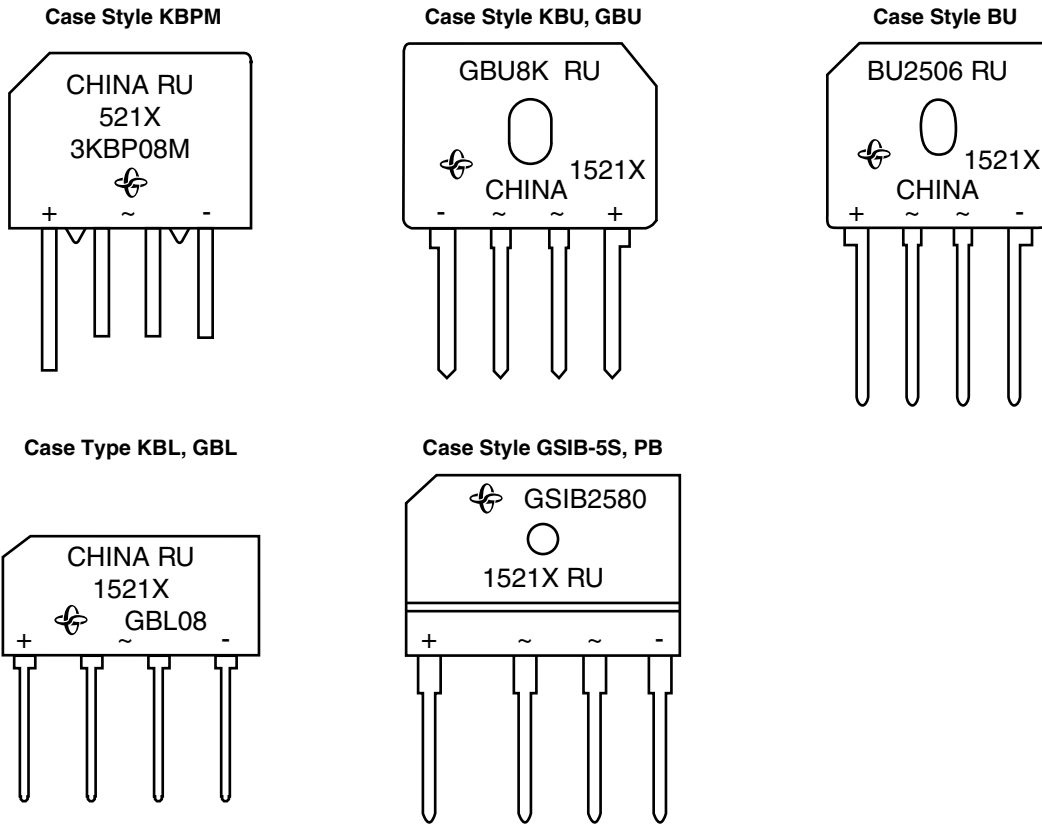 Case Style KBPM
CHINA RU
521X
3KBP08M
+ ~ -
Case Style KBU, GBU
GBU8K RU
1521X
CHINA
- ~ ~ +
Case Style BU
BU2506 RU
1521X
CHINA
+ ~ ~ -
Case Type KBL, GBL
CHINA RU
1521X
GBL08
+ ~ -
Case Style GSIB-5S, PB
GSIB2580
1521X RU
+ ~ ~ -